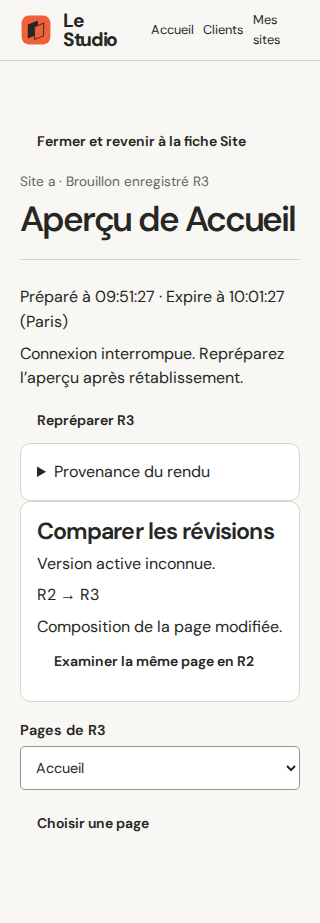 Le
Studio
Accueil
Clients
Mes
sites
Fermer et revenir à la fiche Site
Site a · Brouillon enregistré R3
Aperçu de Accueil
Préparé à 09:51:27 · Expire à 10:01:27
(Paris)
Connexion interrompue. Repréparez
l’aperçu après rétablissement.
Repréparer R3
Provenance du rendu
Comparer les révisions
Version active inconnue.
R2 → R3
Composition de la page modifiée.
Examiner la même page en R2
Pages de R3
Accueil
Choisir une page